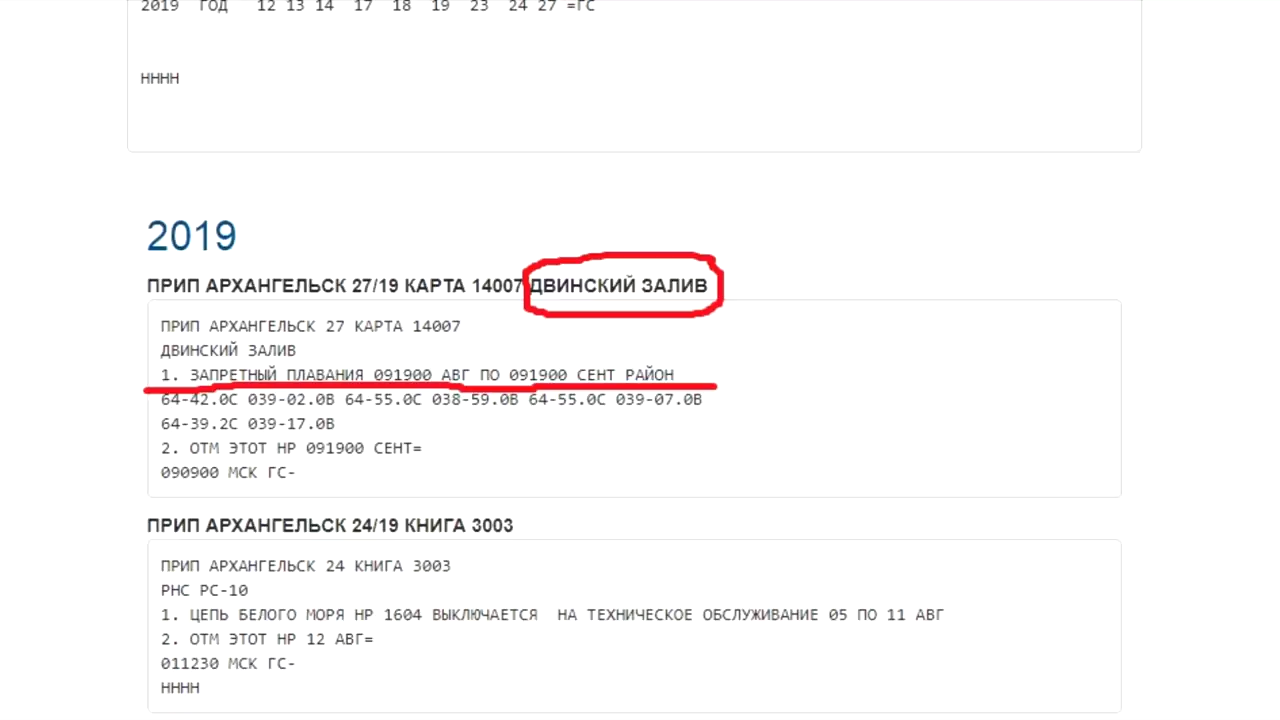 2019 ГОД 12 13 14 17 18 19 23 24 27 =ГС
НННН
2019
ПРИП АРХАНГЕЛЬСК 27/19 КАРТА 14007 ДВИНСКИЙ ЗАЛИВ
ПРИП АРХАНГЕЛЬСК 27 КАРТА 14007
ДВИНСКИЙ ЗАЛИВ
1. ЗАПРЕТНЫЙ ПЛАВАНИЯ 091900 АВГ ПО 091900 СЕНТ РАЙОН
64-42.0С 039-02.0В 64-55.0С 038-59.0В 64-55.0С 039-07.0В
64-39.2С 039-17.0В
2. ОТМ ЭТОТ НР 091900 СЕНТ=
090900 МСК ГС-
ПРИП АРХАНГЕЛЬСК 24/19 КНИГА 3003
ПРИП АРХАНГЕЛЬСК 24 КНИГА 3003
РНС РС-10
1. ЦЕПЬ БЕЛОГО МОРЯ НР 1604 ВЫКЛЮЧАЕТСЯ НА ТЕХНИЧЕСКОЕ ОБСЛУЖИВАНИЕ 05 ПО 11 АВГ
2. ОТМ ЭТОТ НР 12 АВГ=
011230 МСК ГС-
НННН